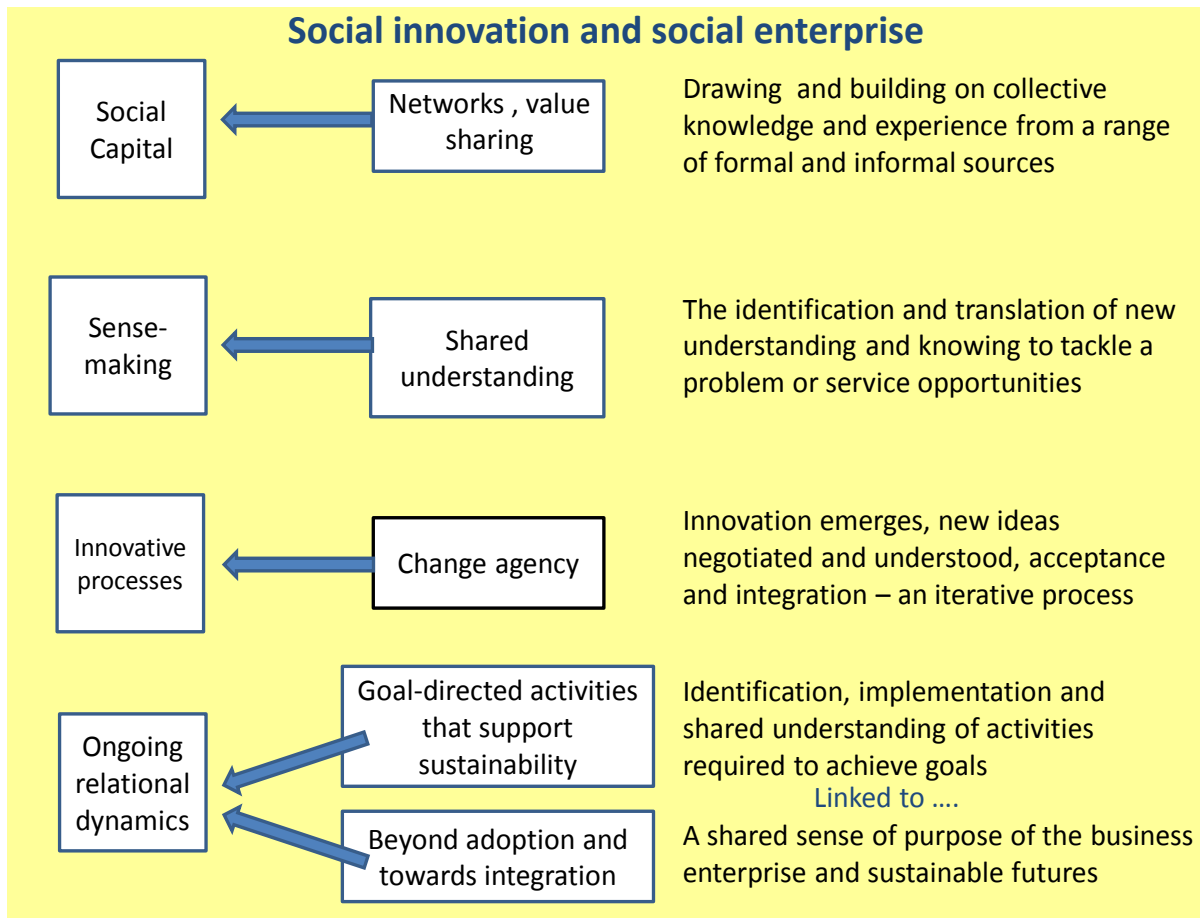 Social innovation and social enterprise
Social
Capital
Networks , value
sharing
Drawing  and building on collective
knowledge and experience from a range
of formal and informal sources
Sense-
making
Shared
understanding
The identification and translation of new
understanding and knowing to tackle a
problem or service opportunities
Innovative
processes
Change agency
Innovation emerges, new ideas
negotiated and understood, acceptance
and integration – an iterative process
Ongoing
relational
dynamics
Goal-directed activities
that support
sustainability
Identification, implementation and
shared understanding of activities
required to achieve goals
Linked to ….
Beyond adoption and
towards integration
A shared sense of purpose of the business
enterprise and sustainable futures